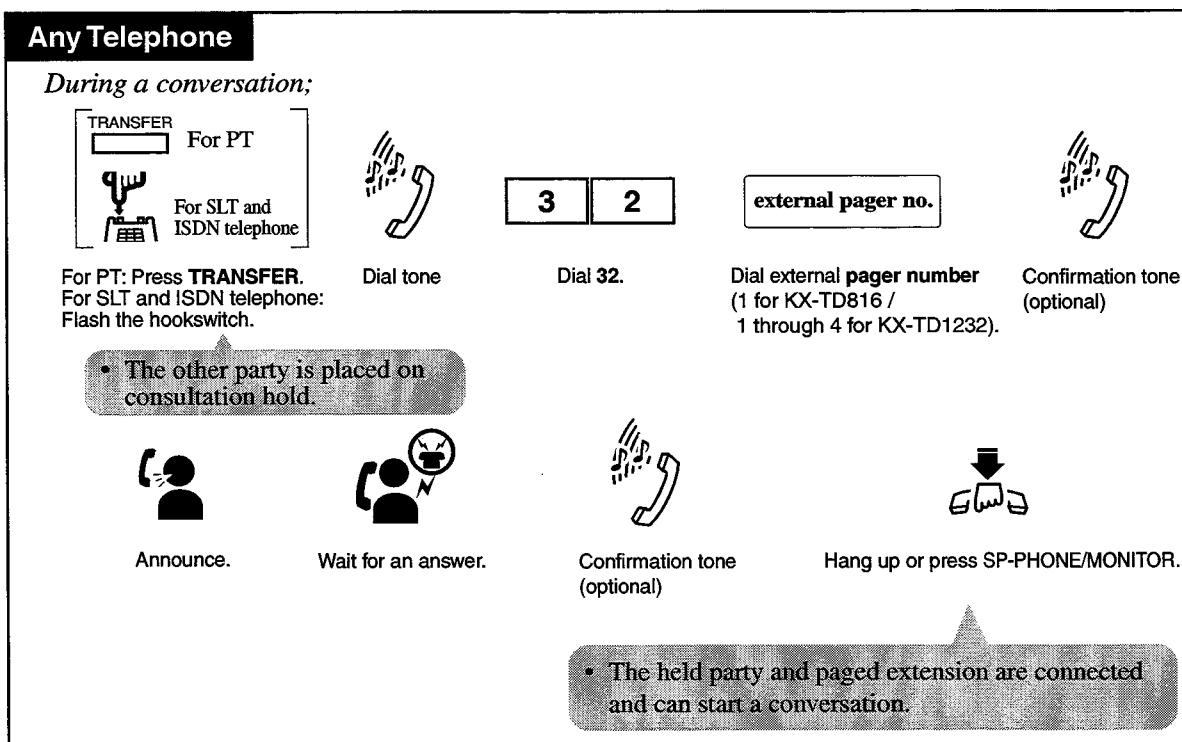 Any Telephone
During a conversation;
TRANSFER
For PT
For SLT and
ISDN telephone
3 2
external pager no.
For PT: Press TRANSFER.
For SLT and ISDN telephone:
Flash the hookswitch.
Dial tone
Dial 32.
Dial external pager number
(1 for KX-TD816 /
1 through 4 for KX-TD1232).
Confirmation tone
(optional)
• The other party is placed on
consultation hold.
Announce.
Wait for an answer.
Confirmation tone
(optional)
Hang up or press SP-PHONE/MONITOR.
• The held party and paged extension are connected
and can start a conversation.